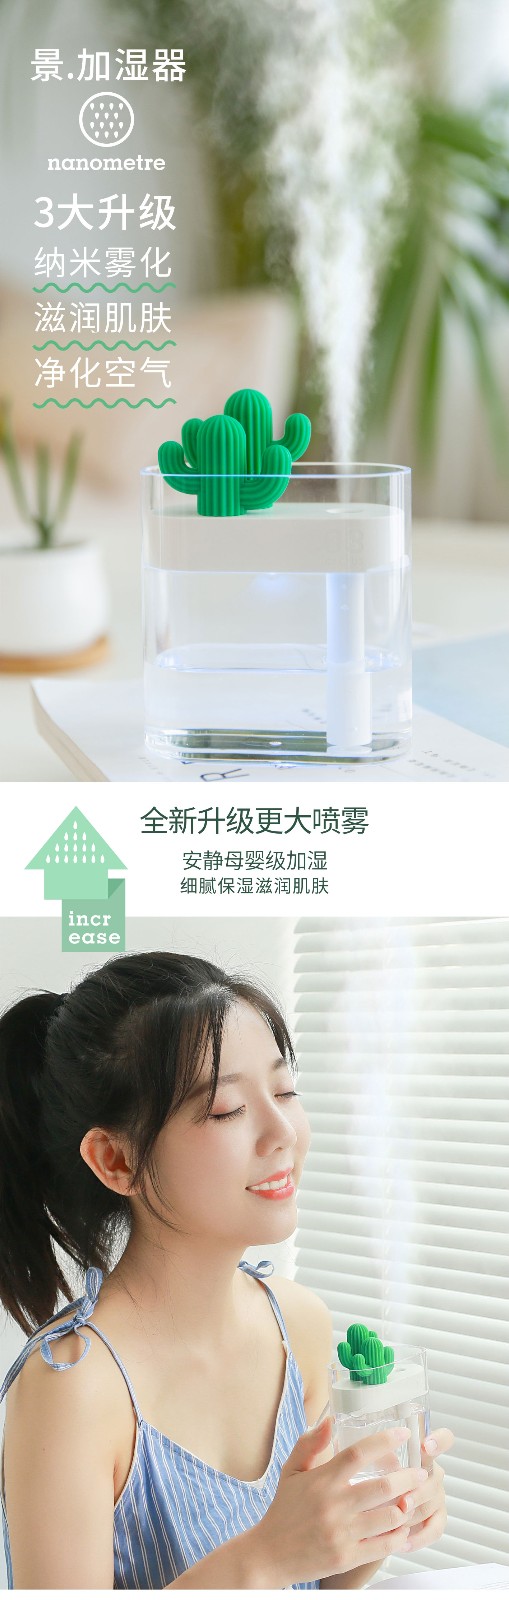 景.加湿器
nanometre
3大升级
纳米雾化
滋润肌肤
净化空气
全新升级更大喷雾
安静母婴级加湿
细腻保湿滋润肌肤
incr
ease